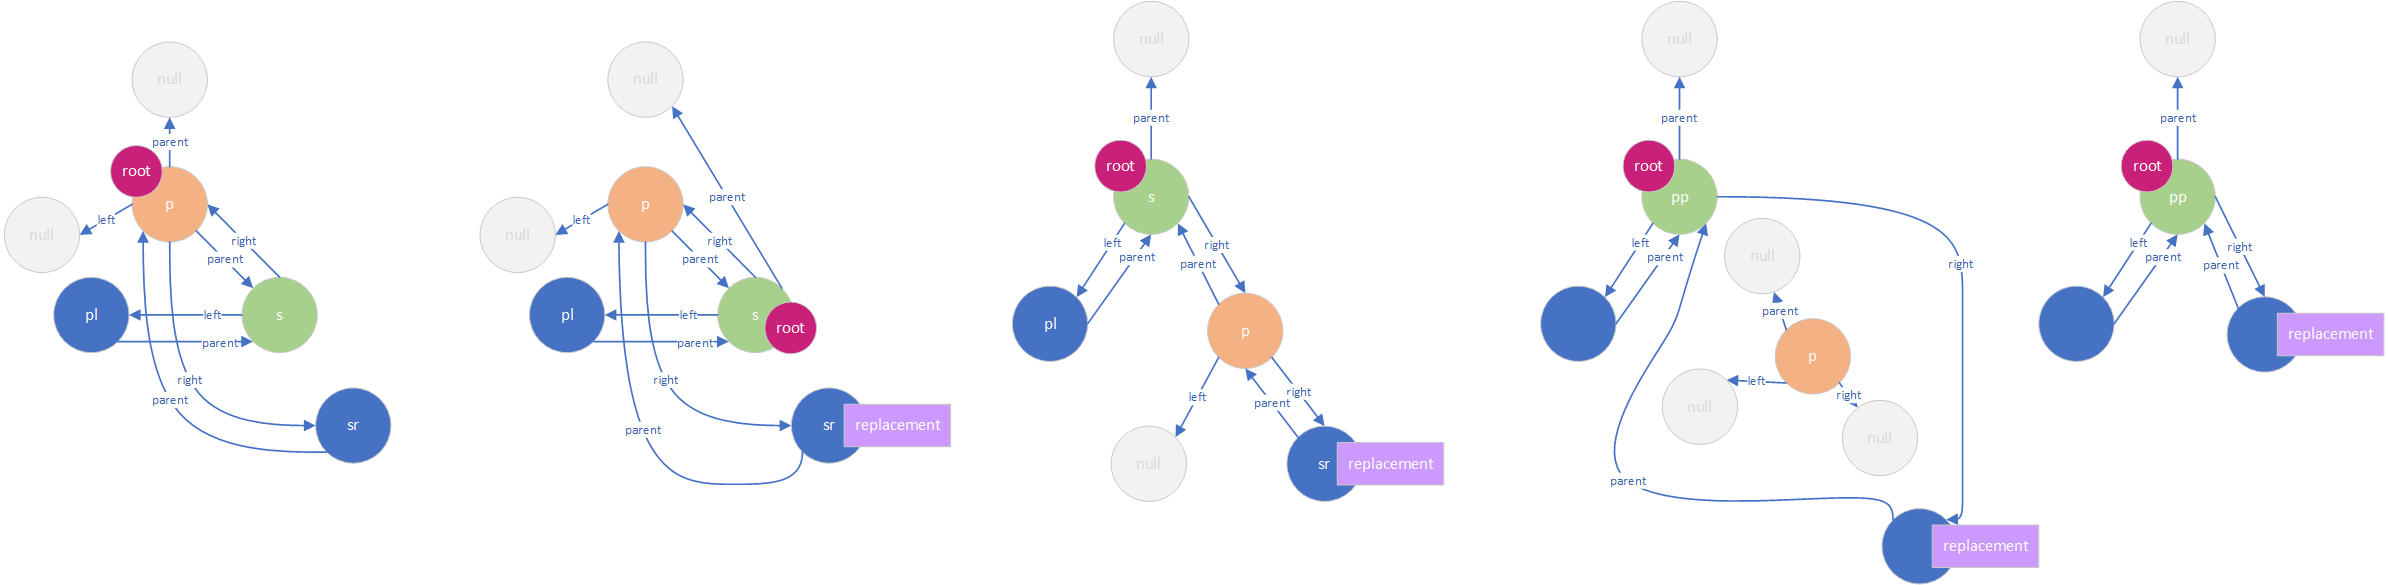 null
parent
root
p
left
null
right
parent
pl
left
s
parent
right
parent
sr
null
parent
p
left
null
right
parent
pl
left
s
root
parent
right
parent
sr
replacement
null
parent
root
s
left
right
parent
parent
pl
p
left
right
parent
null
sr
replacement
null
parent
root
pp
left
parent
null
right
parent
p
left
right
null
null
parent
replacement
null
parent
root
pp
left
right
parent
parent
replacement